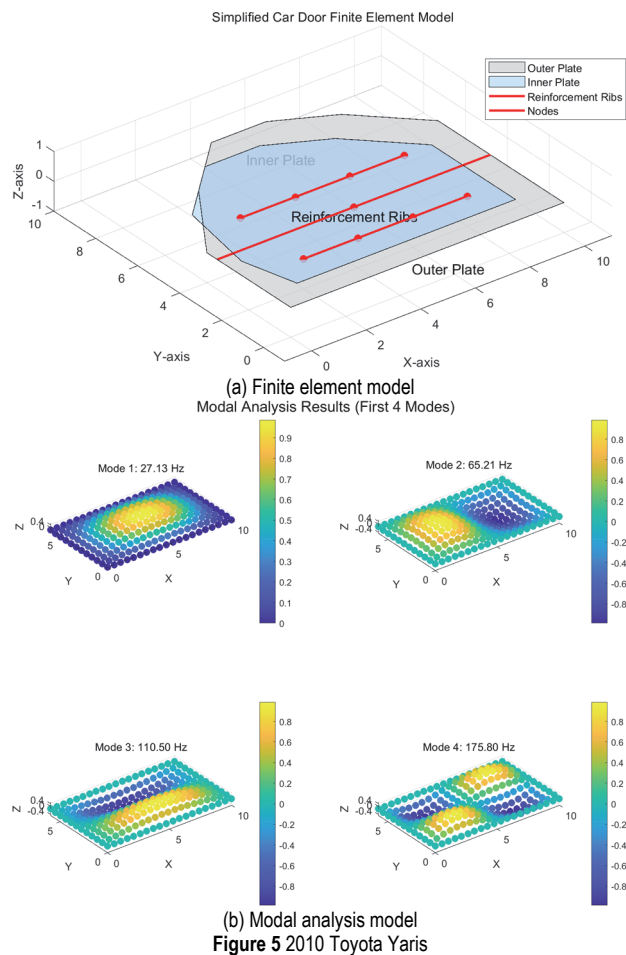 Simplified Car Door Finite Element Model
Outer Plate
Inner Plate
Reinforcement Ribs
Nodes
Z-axis
1
0
-1
10
8
6
4
2
0
Y-axis
0
2
4
6
8
10
X-axis
Inner Plate
Reinforcement Ribs
Outer Plate
(a) Finite element model
Modal Analysis Results (First 4 Modes)
Mode 1: 27.13 Hz
Z
0.4
0
5
0
Y
0
5
10
X
0.9
0.8
0.7
0.6
0.5
0.4
0.3
0.2
0.1
0
Mode 2: 65.21 Hz
Z
0.4
0
-0.4
5
0
Y
0
5
10
X
0.8
0.6
0.4
0.2
0
-0.2
-0.4
-0.6
-0.8
Mode 3: 110.50 Hz
Z
0.4
0
-0.4
5
0
Y
0
5
10
X
0.8
0.6
0.4
0.2
0
-0.2
-0.4
-0.6
-0.8
Mode 4: 175.80 Hz
Z
0.4
0
-0.4
5
0
Y
0
5
10
X
0.8
0.6
0.4
0.2
0
-0.2
-0.4
-0.6
-0.8
(b) Modal analysis model
Figure 5 2010 Toyota Yaris